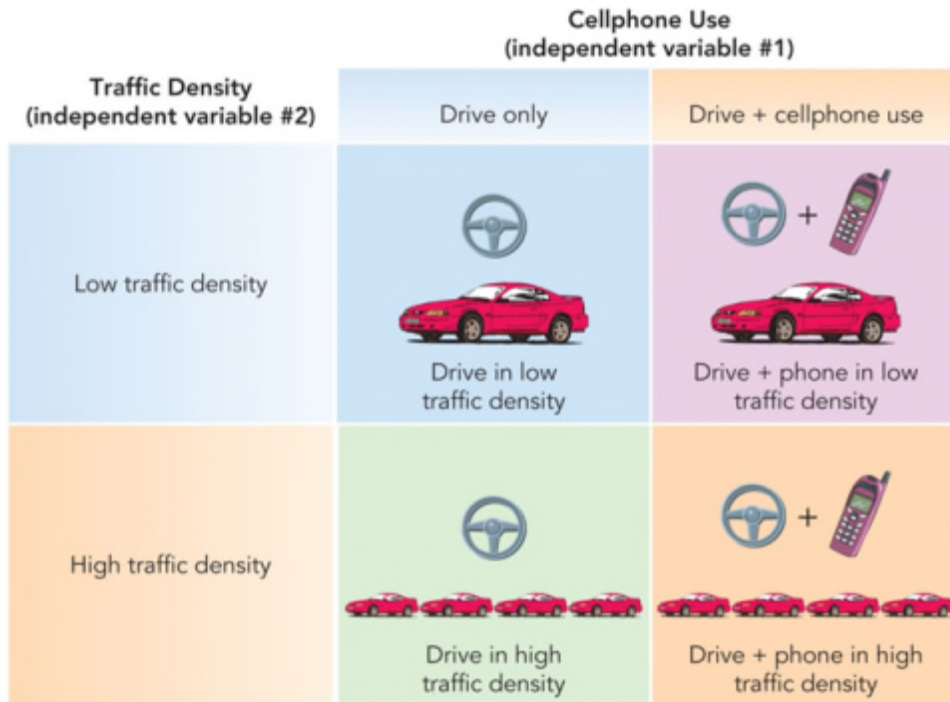 Cellphone Use
(independent variable #1)
Traffic Density
(independent variable #2)
Drive only
Drive + cellphone use
Low traffic density
+
Drive in low
traffic density
Drive + phone in low
traffic density
High traffic density
+
Drive in high
traffic density
Drive + phone in high
traffic density